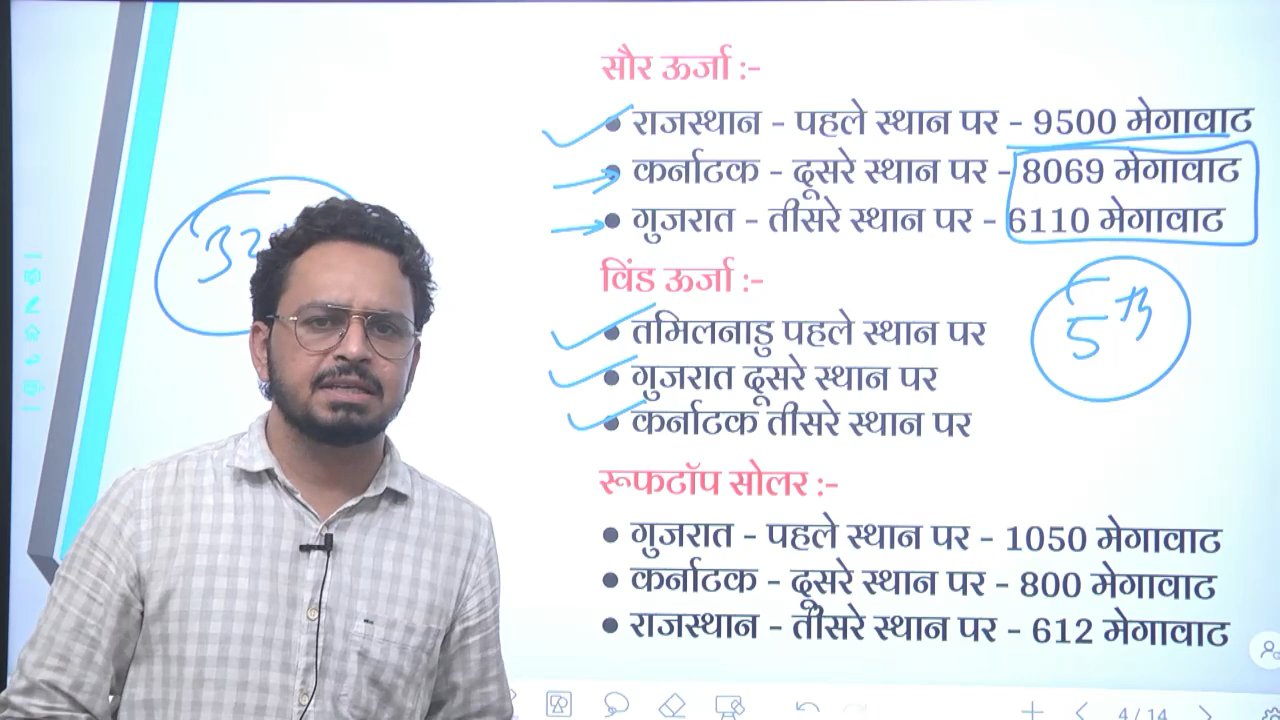 सौर ऊर्जा :-
• राजस्थान - पहले स्थान पर - 9500 मेगावाट
• कर्नाटक - दूसरे स्थान पर - 8069 मेगावाट
• गुजरात - तीसरे स्थान पर - 6110 मेगावाट
विंड ऊर्जा :-
• तमिलनाडु पहले स्थान पर
• गुजरात दूसरे स्थान पर
• कर्नाटक तीसरे स्थान पर
5th
रूफटॉप सोलर :-
• गुजरात - पहले स्थान पर - 1050 मेगावाट
• कर्नाटक - दूसरे स्थान पर - 800 मेगावाट
• राजस्थान - तीसरे स्थान पर - 612 मेगावाट
4/14